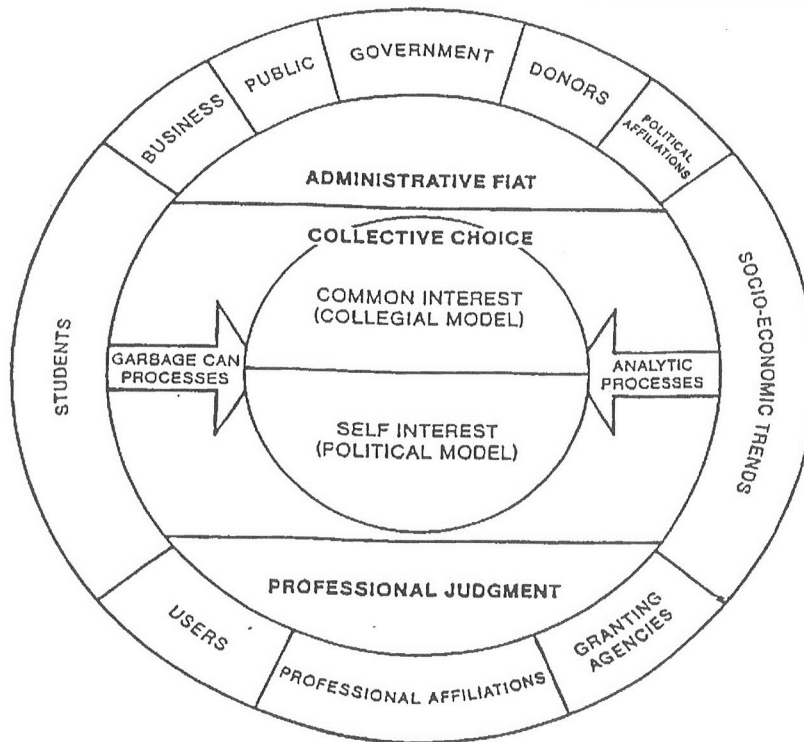 GOVERNMENT
PUBLIC
DONORS
BUSINESS
POLITICAL
AFFILIATIONS
ADMINISTRATIVE FIAT
COLLECTIVE CHOICE
COMMON INTEREST
(COLLEGIAL MODEL)
STUDENTS
GARBAGE CAN
PROCESSES
ANALYTIC
PROCESSES
SOCIO-ECONOMIC TRENDS
SELF INTEREST
(POLITICAL MODEL)
PROFESSIONAL JUDGMENT
USERS
PROFESSIONAL AFFILIATIONS
GRANTING
AGENCIES